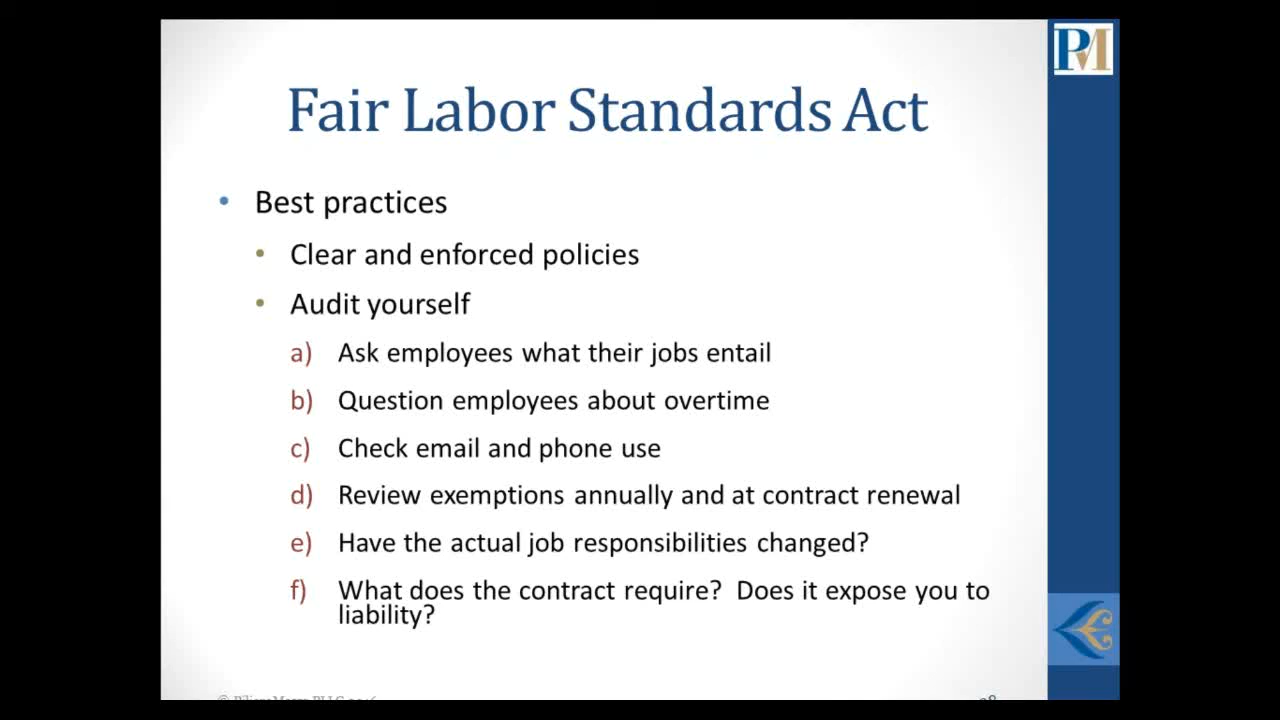 PM
Fair Labor Standards Act
• Best practices
• Clear and enforced policies
• Audit yourself
a) Ask employees what their jobs entail
b) Question employees about overtime
c) Check email and phone use
d) Review exemptions annually and at contract renewal
e) Have the actual job responsibilities changed?
f) What does the contract require? Does it expose you to
liability?